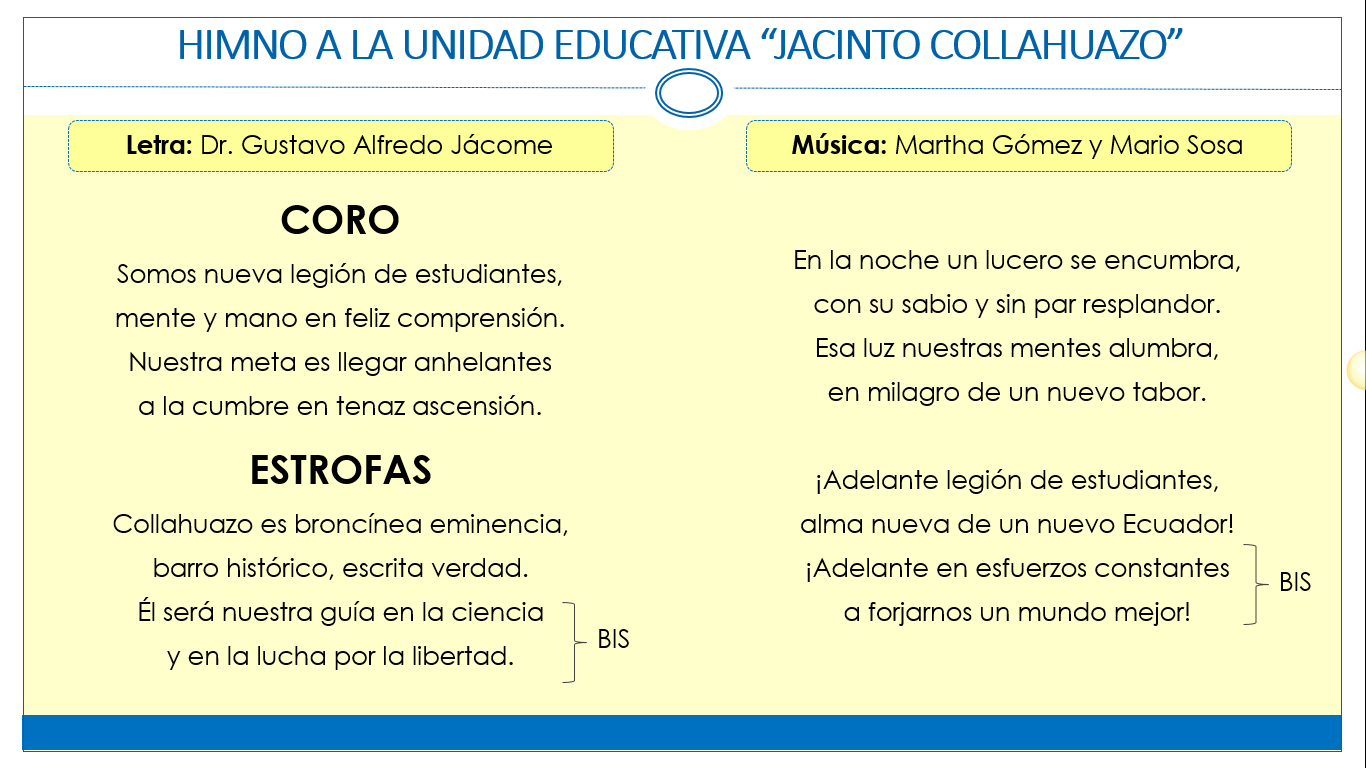 HIMNO A LA UNIDAD EDUCATIVA “JACINTO COLLAHUAZO”
Letra: Dr. Gustavo Alfredo Jácome
CORO
Somos nueva legión de estudiantes,
mente y mano en feliz comprensión.
Nuestra meta es llegar anhelantes
a la cumbre en tenaz ascensión.
ESTROFAS
Collahuazo es broncínea eminencia,
barro histórico, escrita verdad.
Él será nuestra guía en la ciencia
y en la lucha por la libertad.
BIS
Música: Martha Gómez y Mario Sosa
En la noche un lucero se encumbra,
con su sabio y sin par resplandor.
Esa luz nuestras mentes alumbra,
en milagro de un nuevo tabor.
¡Adelante legión de estudiantes,
alma nueva de un nuevo Ecuador!
¡Adelante en esfuerzos constantes
a forjarnos un mundo mejor!
BIS